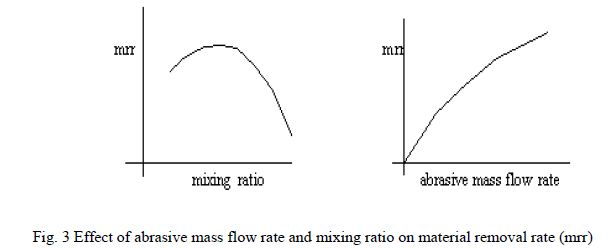 mrr
mrr
mixing ratio
abrasive mass flow rate
Fig. 3 Effect of abrasive mass flow rate and mixing ratio on material removal rate (mrr)